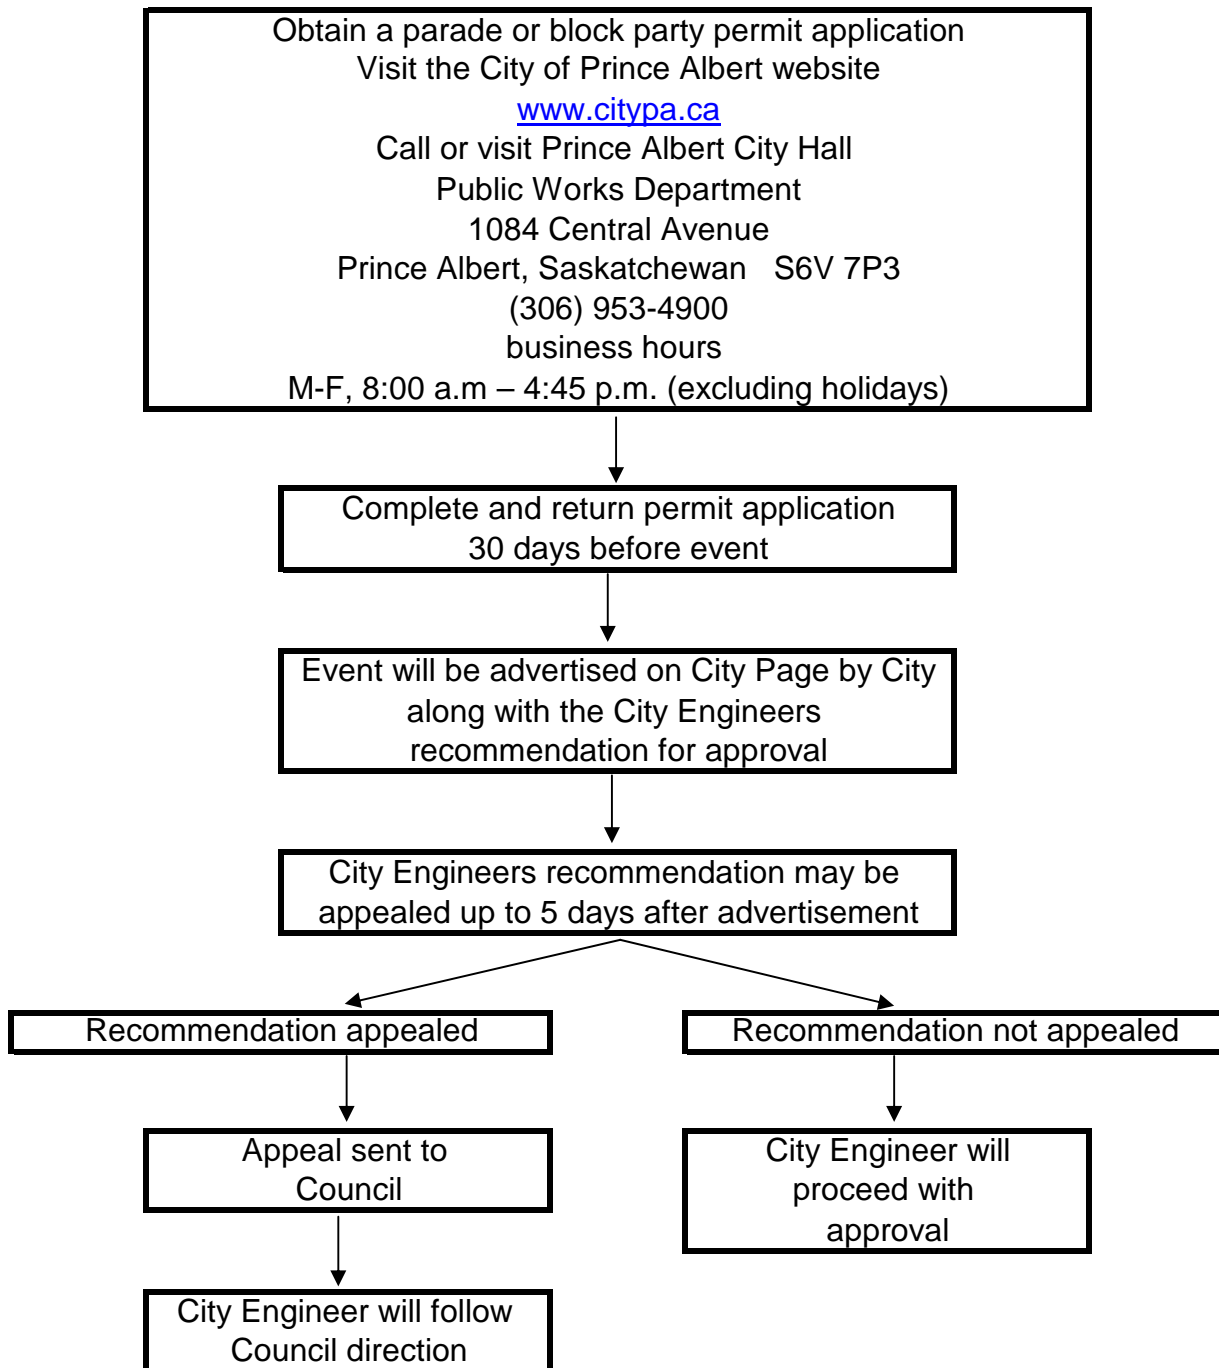 Obtain a parade or block party permit application
Visit the City of Prince Albert website
www.citypa.ca
Call or visit Prince Albert City Hall
Public Works Department
1084 Central Avenue
Prince Albert, Saskatchewan S6V 7P3
(306) 953-4900
business hours
M-F, 8:00 a.m – 4:45 p.m. (excluding holidays)
Complete and return permit application
30 days before event
Event will be advertised on City Page by City
along with the City Engineers
recommendation for approval
City Engineers recommendation may be
appealed up to 5 days after advertisement
Recommendation appealed
Recommendation not appealed
Appeal sent to
Council
City Engineer will
proceed with
approval
City Engineer will follow
Council direction